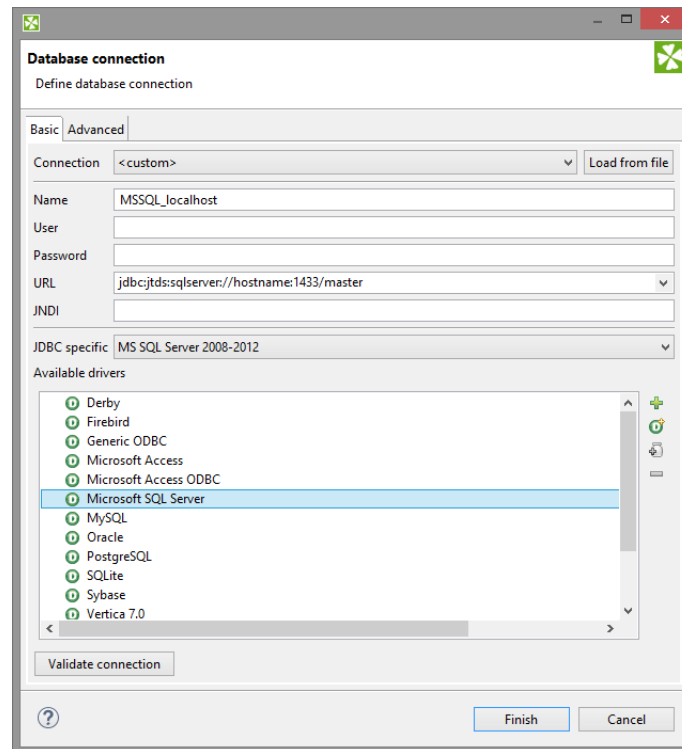 Database connection
Define database connection
Basic Advanced
Connection <custom> Load from file
Name MSSQL_localhost
User
Password
URL jdbc:jtds:sqlserver://hostname:1433/master
JNDI
JDBC specific MS SQL Server 2008-2012
Available drivers
Derby
Firebird
Generic ODBC
Microsoft Access
Microsoft Access ODBC
Microsoft SQL Server
MySQL
Oracle
PostgreSQL
SQLite
Sybase
Vertica 7.0
Validate connection
Finish Cancel